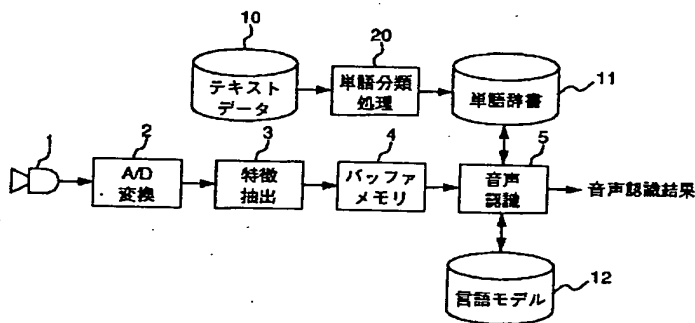 10
20
テキスト
データ
単語分類
処理
単語辞書
11
1
2
3
4
5
A/D
変換
特徴
抽出
バッファ
メモリ
音声
認識
音声認識結果
言語モデル
12